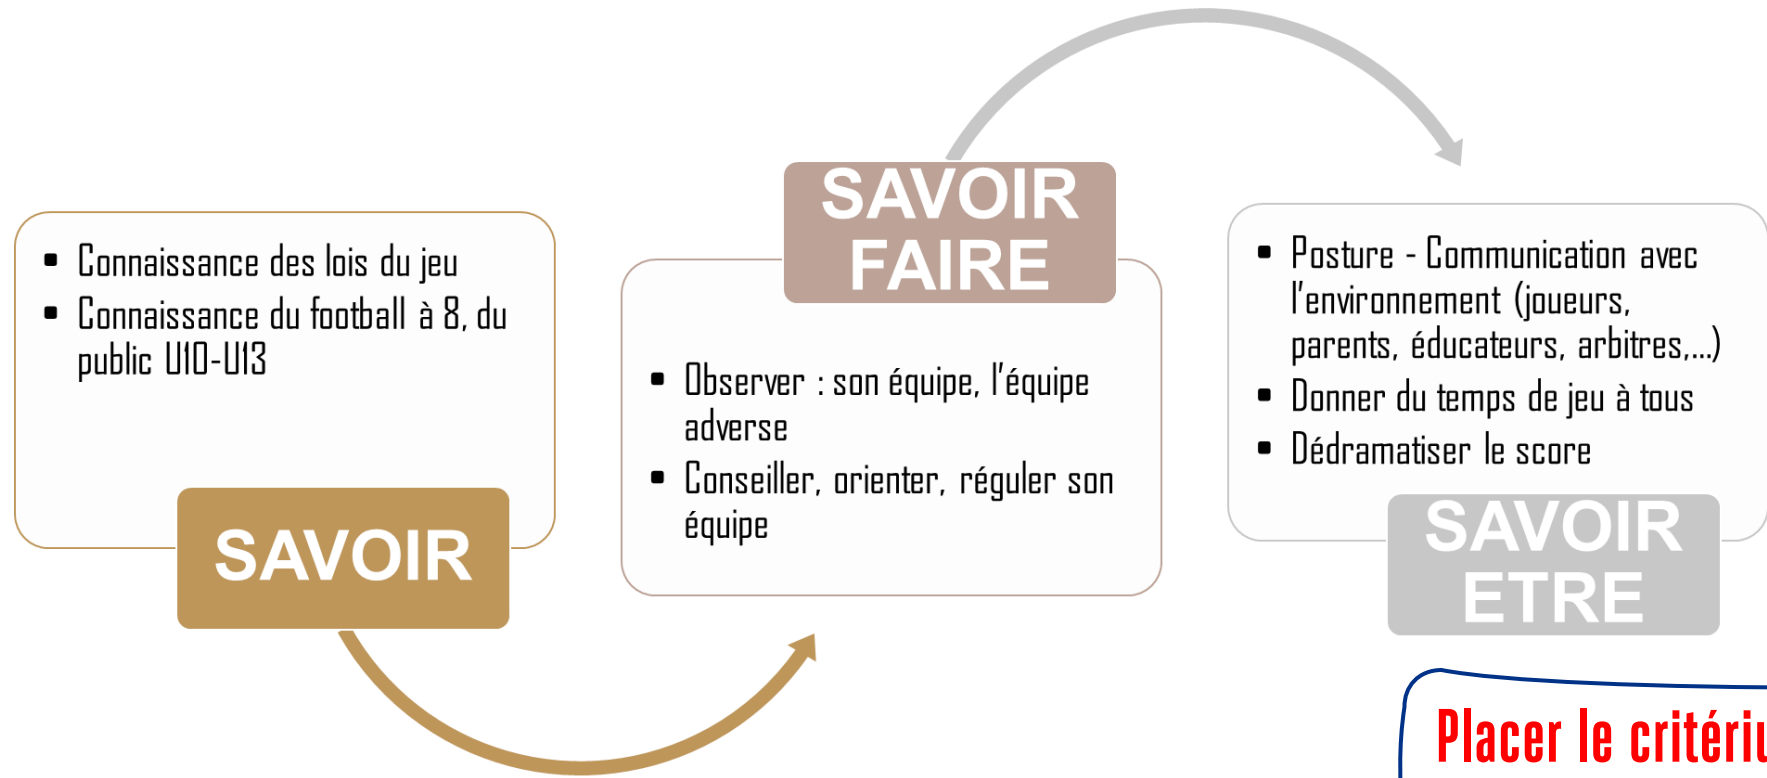 Connaissance des lois du jeu
Connaissance du football à 8, du
public U10-U13
SAVOIR
SAVOIR
FAIRE
Observer : son équipe, l'équipe
adverse
Conseiller, orienter, réguler son
équipe
Posture - Communication avec
l'environnement (joueurs,
parents, éducateurs, arbitres,...)
Donner du temps de jeu à tous
Dédramatiser le score
SAVOIR
ETRE
Placer le